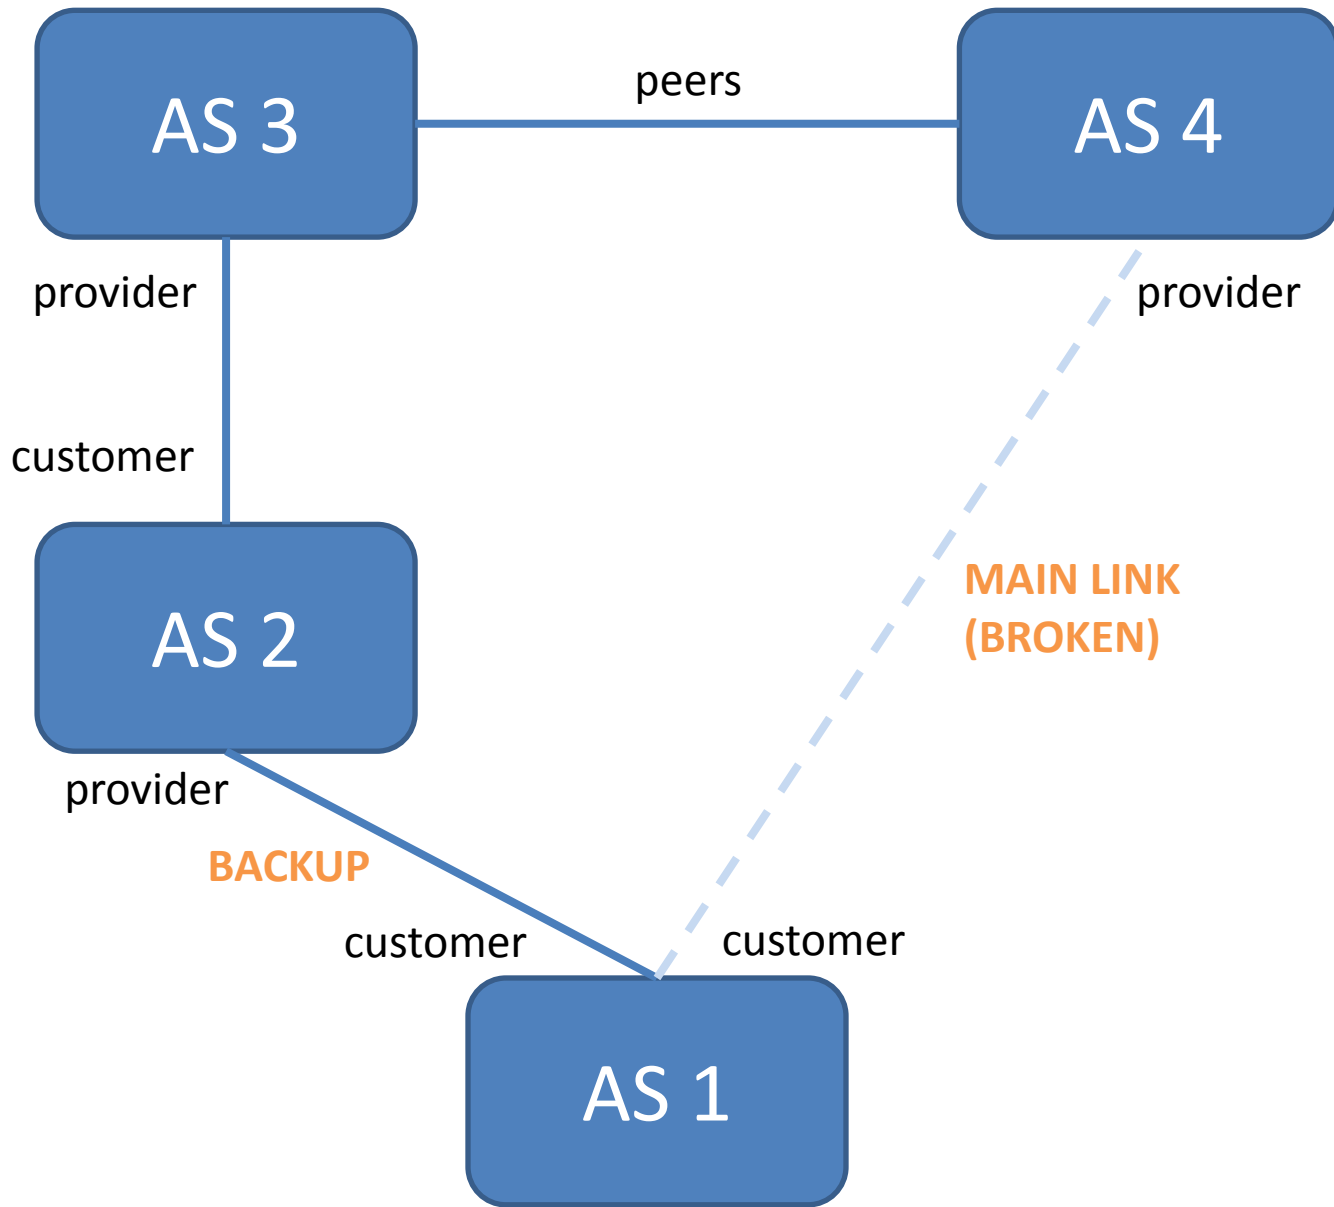 AS 3
peers
AS 4
provider
provider
customer
MAIN LINK
(BROKEN)
AS 2
provider
BACKUP
customer
customer
AS 1